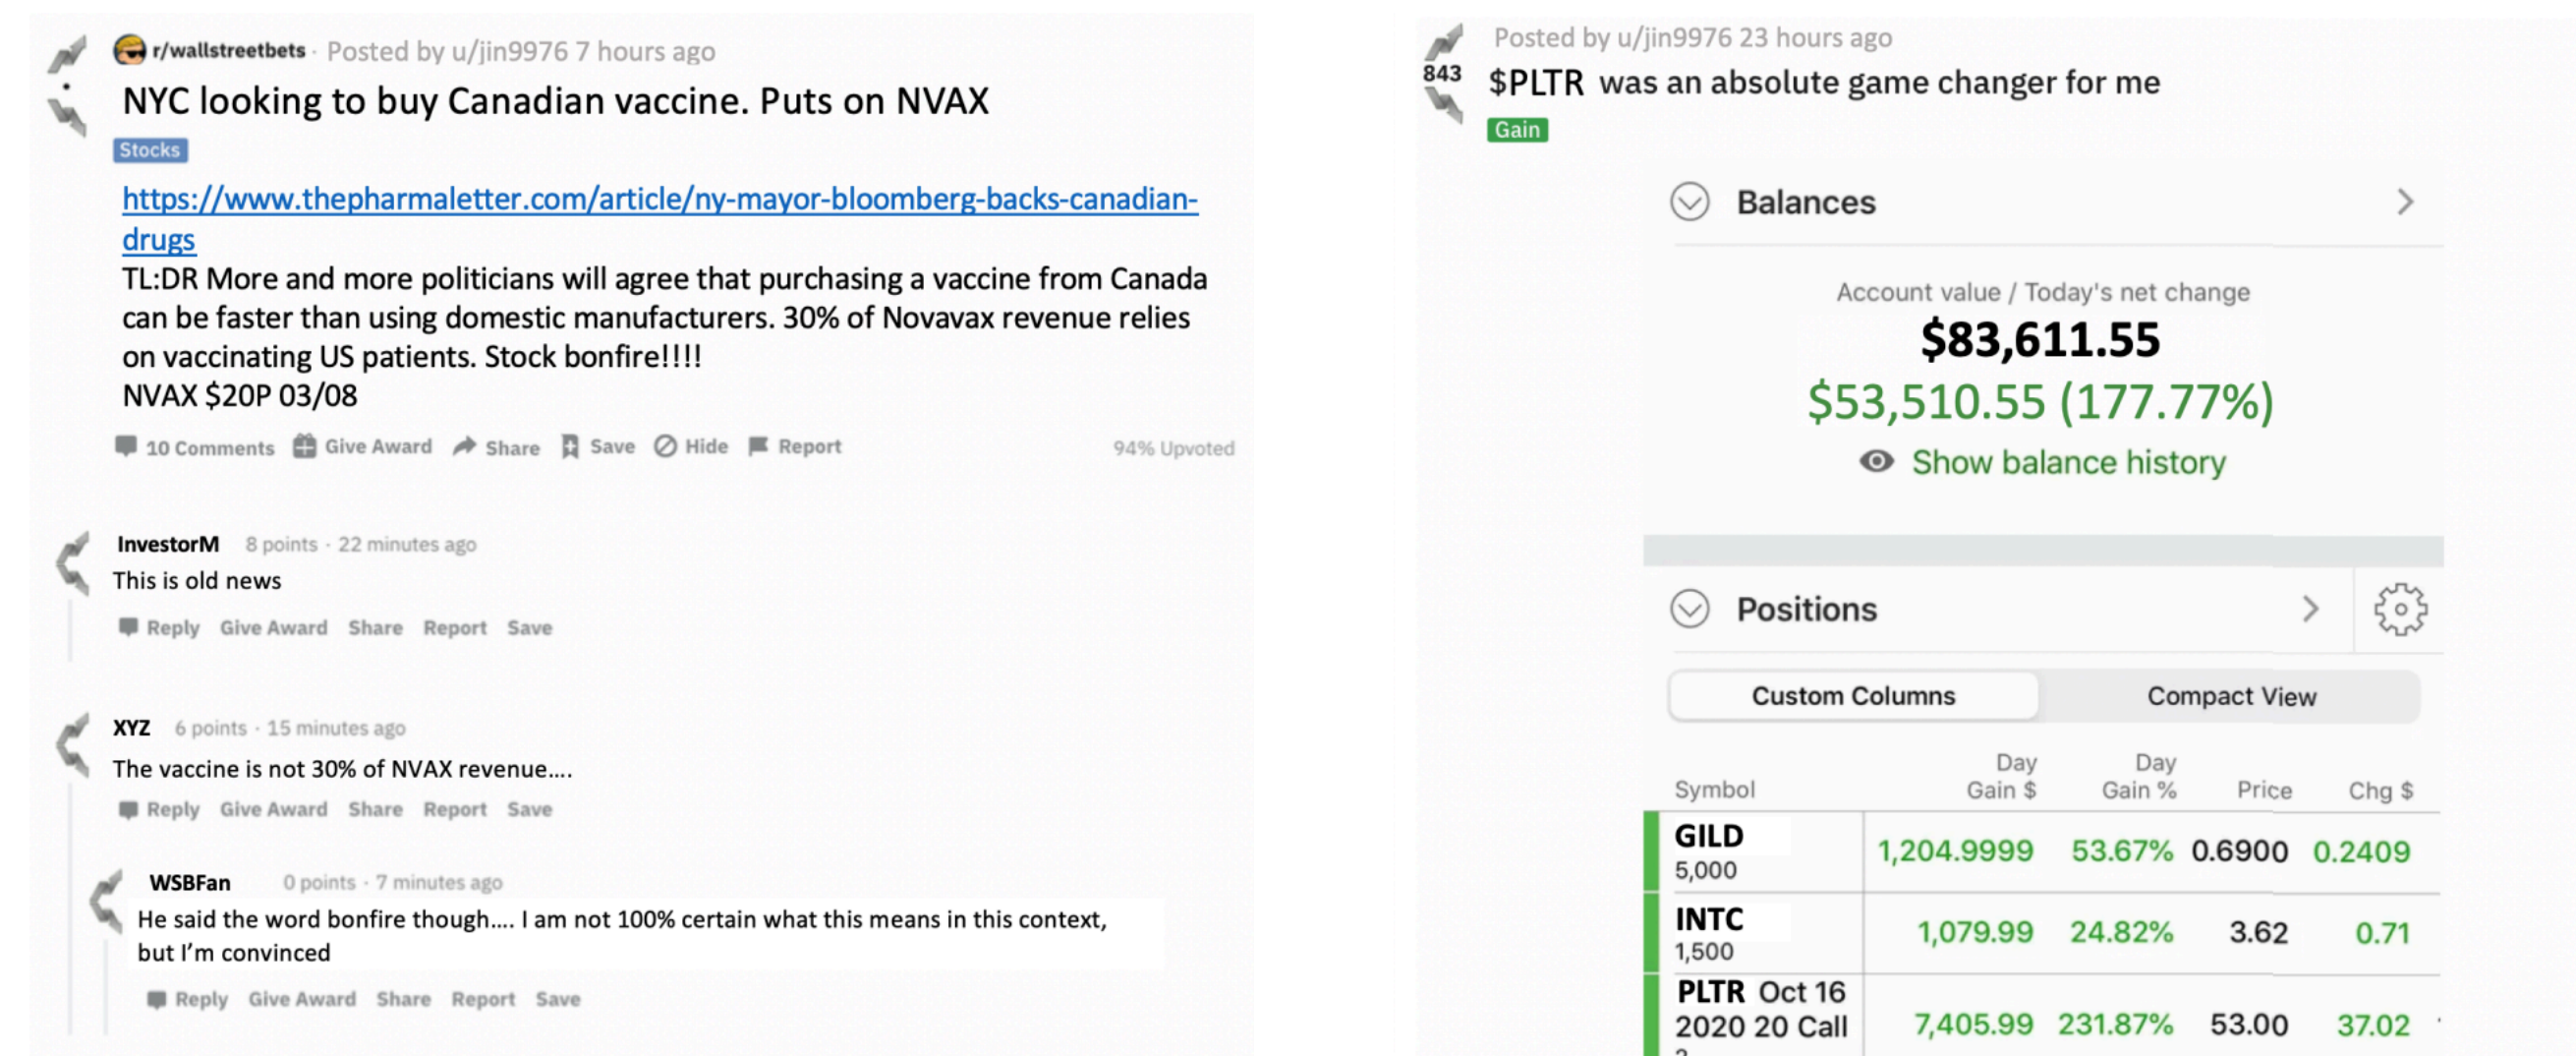 r/wallstreetbets · Posted by u/jin9976 7 hours ago
NYC looking to buy Canadian vaccine. Puts on NVAX
Stocks
https://www.thepharmaletter.com/article/ny-mayor-bloomberg-backs-canadian-
drugs
TL:DR More and more politicians will agree that purchasing a vaccine from Canada
can be faster than using domestic manufacturers. 30% of Novavax revenue relies
on vaccinating US patients. Stock bonfire!!!!
NVAX $20P 03/08
10 Comments Give Award Share Save Hide Report 94% Upvoted
InvestorM 8 points · 22 minutes ago
This is old news
Reply Give Award Share Report Save
XYZ 6 points · 15 minutes ago
The vaccine is not 30% of NVAX revenue....
Reply Give Award Share Report Save
WSBFan 0 points · 7 minutes ago
He said the word bonfire though.... I am not 100% certain what this means in this context,
but I'm convinced
Reply Give Award Share Report Save
Posted by u/jin9976 23 hours ago
843
$PLTR was an absolute game changer for me
Gain
Balances
Account value / Today's net change
$83,611.55
$53,510.55 (177.77%)
Show balance history
Positions
Custom Columns Compact View
Day Day
Symbol Gain $ Gain % Price Chg $
GILD 1,204.9999 53.67% 0.6900 0.2409
5,000
INTC 1,079.99 24.82% 3.62 0.71
1,500
PLTR Oct 16
2020 20 Call 7,405.99 231.87% 53.00 37.02